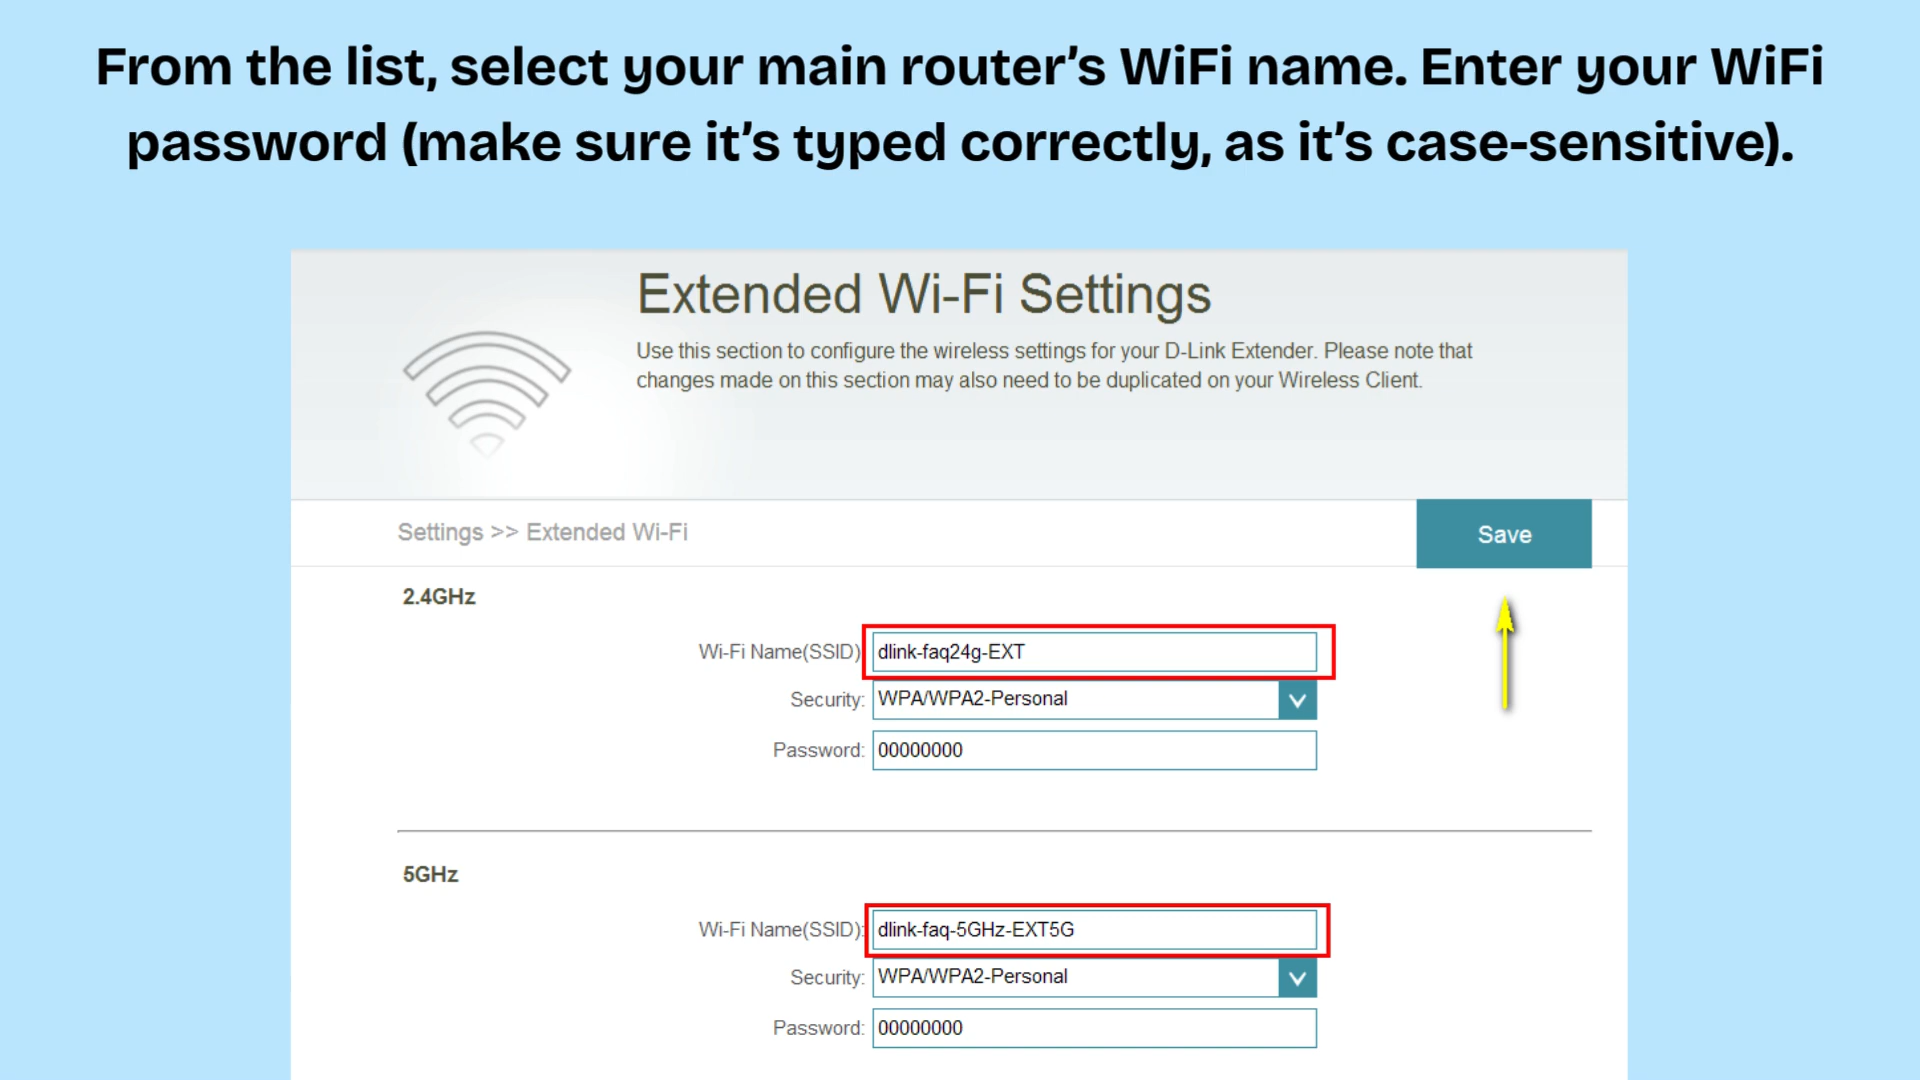 From the list, select your main router’s WiFi name. Enter your WiFi
password (make sure it’s typed correctly, as it’s case-sensitive).
Extended Wi-Fi Settings
Use this section to configure the wireless settings for your D-Link Extender. Please note that
changes made on this section may also need to be duplicated on your Wireless Client.
Settings >> Extended Wi-Fi
Save
2.4GHz
Wi-Fi Name(SSID) dlink-faq24g-EXT
Security: WPA/WPA2-Personal
Password: 00000000
5GHz
Wi-Fi Name(SSID): dlink-faq-5GHz-EXT5G
Security: WPA/WPA2-Personal
Password: 00000000